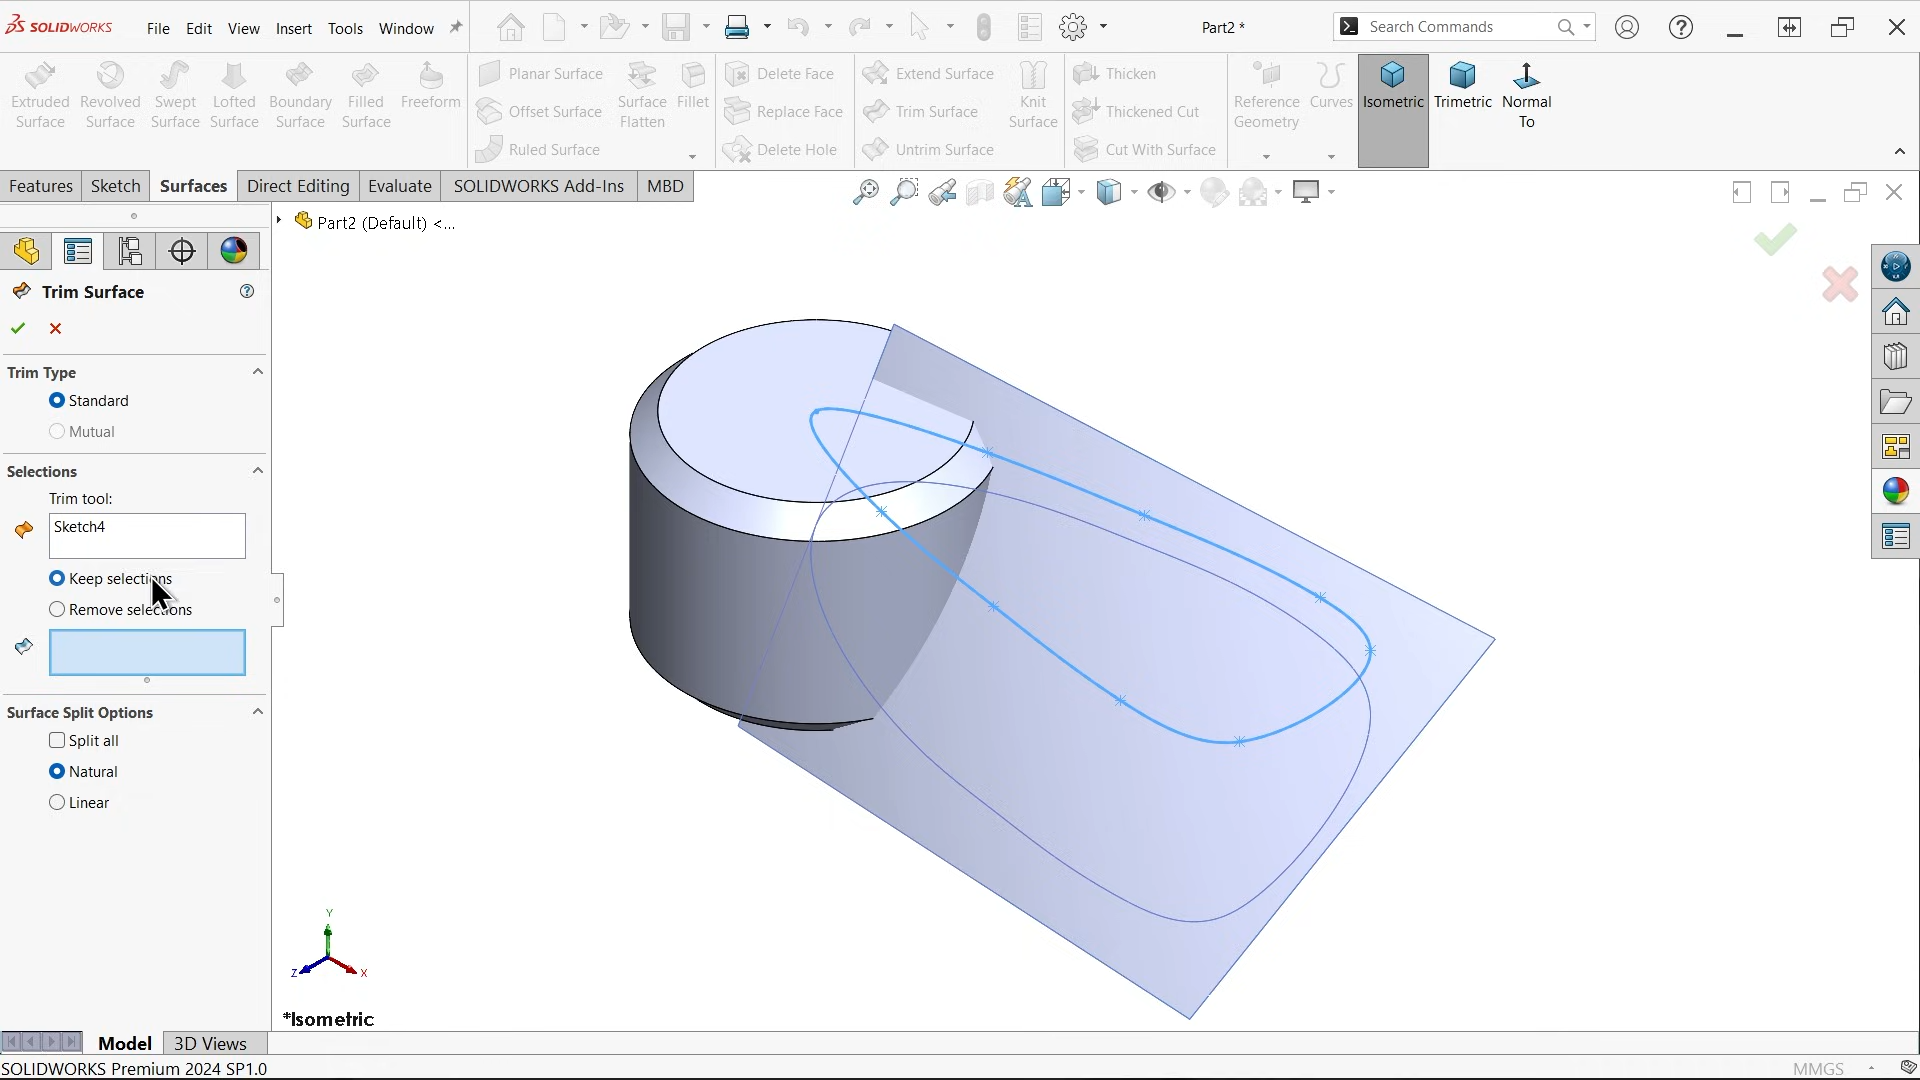 SOLIDWORKS File Edit View Insert Tools Window Part2 * Search Commands
Extruded Surface
Revolved Surface
Swept Surface
Lofted Surface
Boundary Surface
Filled Surface
Freeform
Planar Surface
Offset Surface
Ruled Surface
Surface Flatten
Fillet
Delete Face
Replace Face
Delete Hole
Extend Surface
Trim Surface
Untrim Surface
Knit Surface
Thicken
Thickened Cut
Cut With Surface
Reference Geometry
Curves
Isometric
Trimetric
Normal To
Features Sketch Surfaces Direct Editing Evaluate SOLIDWORKS Add-Ins MBD
Part2 (Default) <...
Trim Surface
Trim Type
Standard
Mutual
Selections
Trim tool:
Sketch4
Keep selections
Remove selections
Surface Split Options
Split all
Natural
Linear
Y
Z
X
*Isometric
Model 3D Views
SOLIDWORKS Premium 2024 SP1.0 MMGS